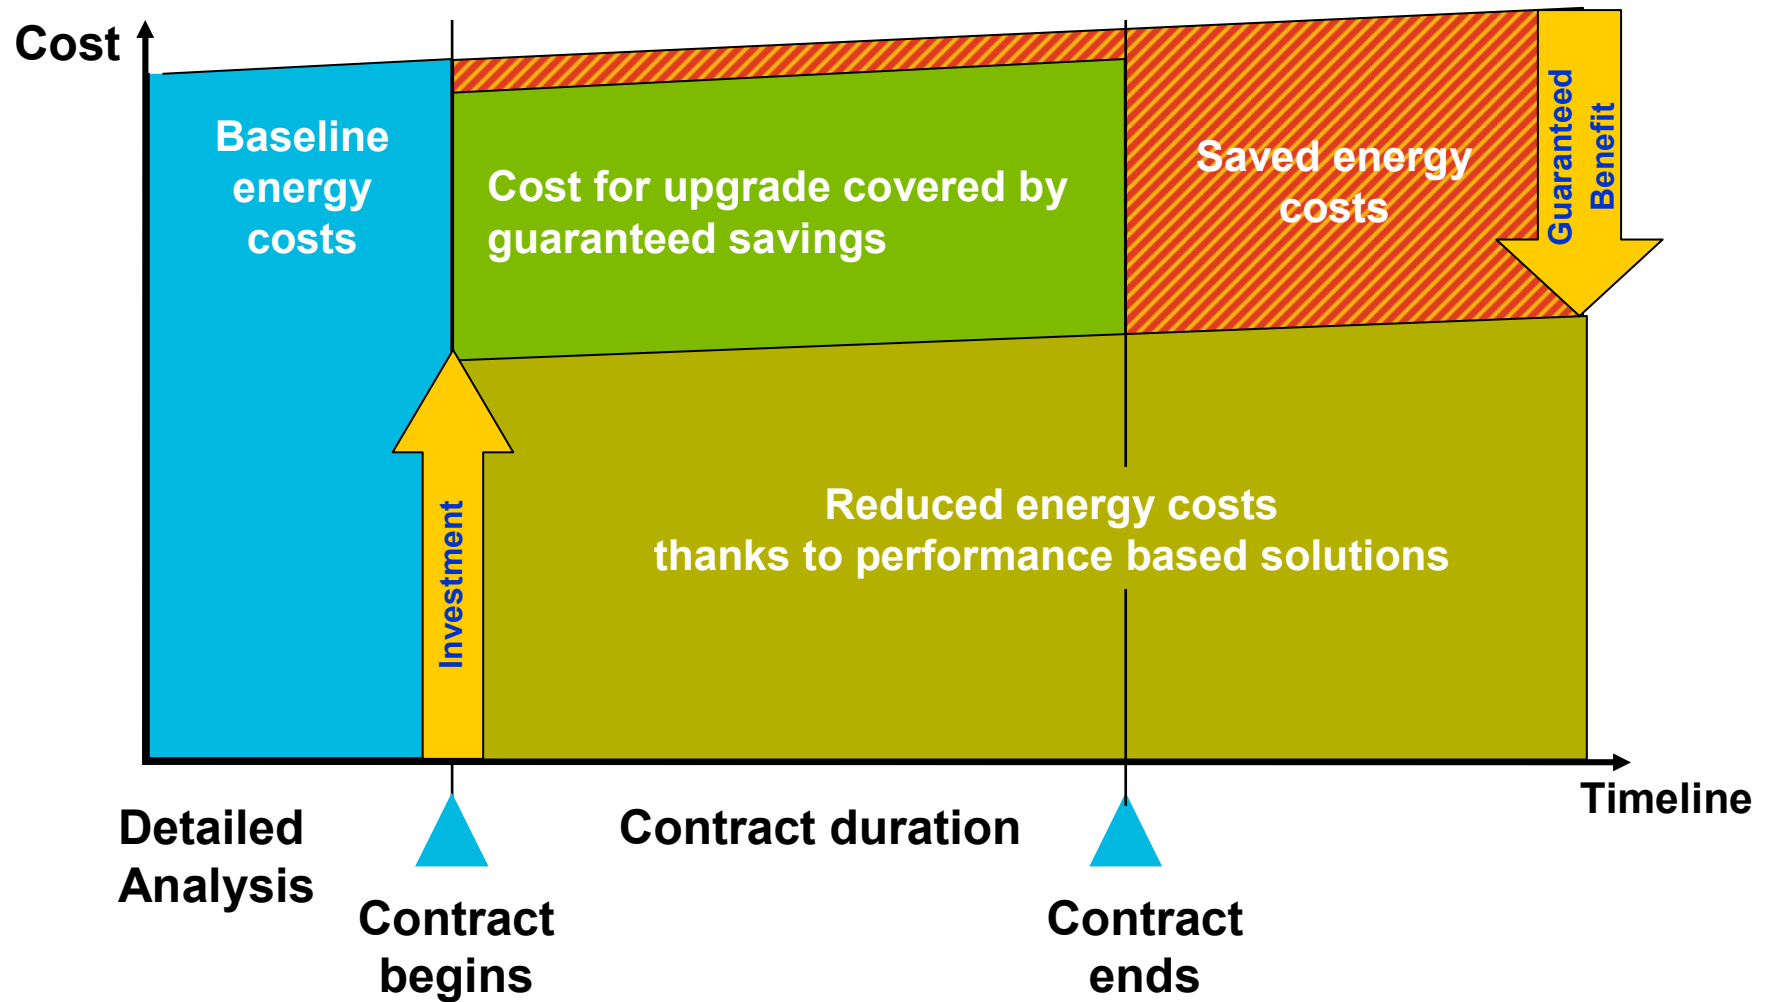 Cost
Baseline
energy
costs
Cost for upgrade covered by
guaranteed savings
Saved energy
costs
Guaranteed
Benefit
Investment
Reduced energy costs
thanks to performance based solutions
Timeline
Detailed
Analysis
Contract duration
Contract
begins
Contract
ends